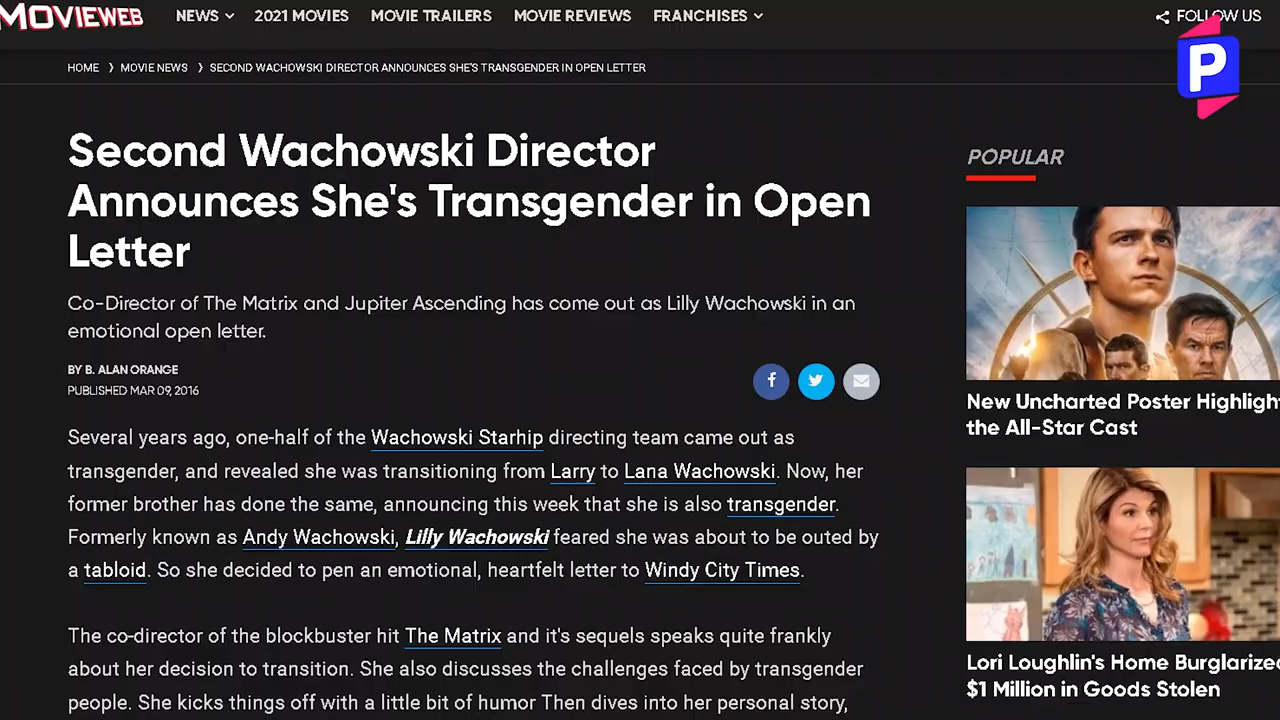 MOVIEWEB
NEWS
2021 MOVIES
MOVIE TRAILERS
MOVIE REVIEWS
FRANCHISES
FOLLOW US
P
HOME
MOVIE NEWS
SECOND WACHOWSKI DIRECTOR ANNOUNCES SHE'S TRANSGENDER IN OPEN LETTER
Second Wachowski Director
Announces She's Transgender in Open
Letter
Co-Director of The Matrix and Jupiter Ascending has come out as Lilly Wachowski in an
emotional open letter.
BY B. ALAN ORANGE
PUBLISHED MAR 09, 2016
Several years ago, one-half of the Wachowski Starhip directing team came out as
transgender, and revealed she was transitioning from Larry to Lana Wachowski. Now, her
former brother has done the same, announcing this week that she is also transgender.
Formerly known as Andy Wachowski, Lilly Wachowski feared she was about to be outed by
a tabloid. So she decided to pen an emotional, heartfelt letter to Windy City Times.
The co-director of the blockbuster hit The Matrix and it's sequels speaks quite frankly
about her decision to transition. She also discusses the challenges faced by transgender
people. She kicks things off with a little bit of humor Then dives into her personal story,
POPULAR
New Uncharted Poster Highligh
the All-Star Cast
Lori Loughlin's Home Burglarize
$1 Million in Goods Stolen